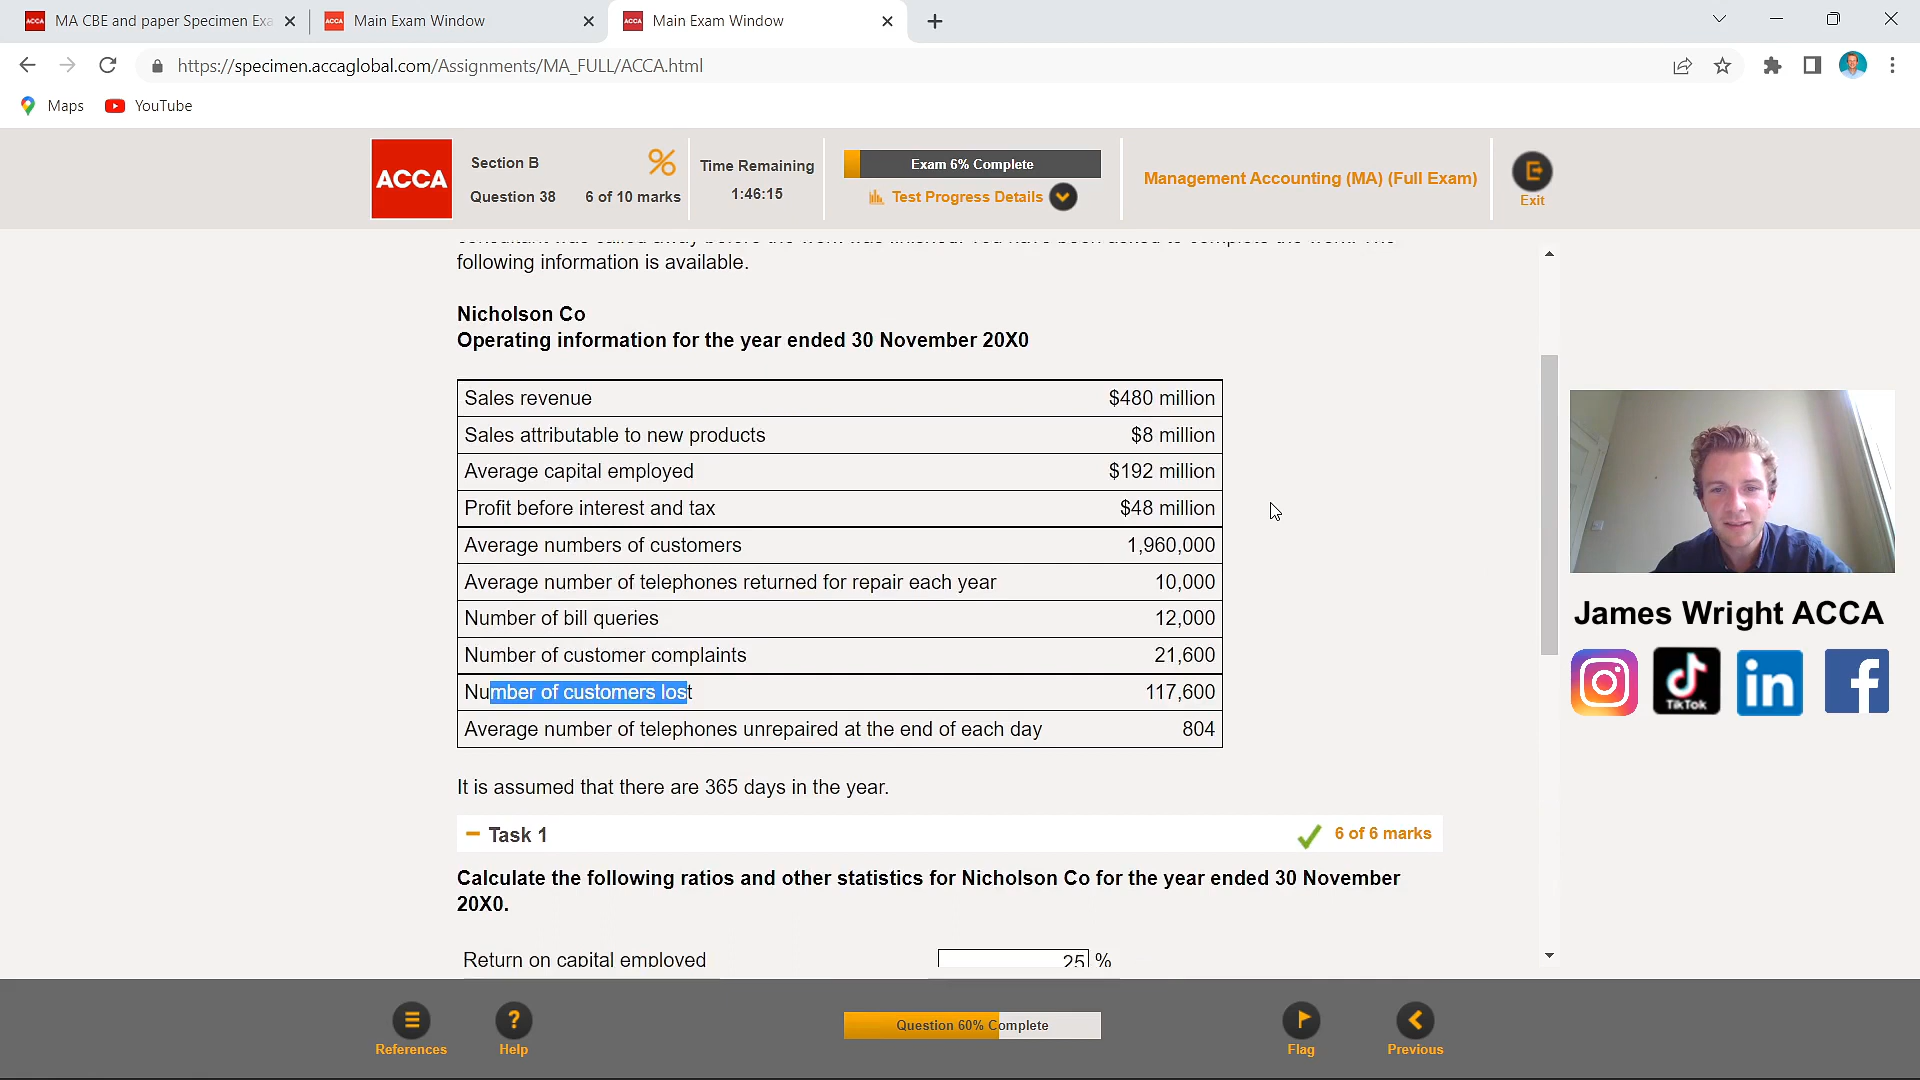 MA CBE and paper Specimen Exa
Main Exam Window
Main Exam Window
https://specimen.accaglobal.com/Assignments/MA_FULL/ACCA.html
Maps
YouTube
ACCA
Section B
Question 38
6 of 10 marks
Time Remaining
1:46:15
Exam 6% Complete
Test Progress Details
Management Accounting (MA) (Full Exam)
Exit
following information is available.
Nicholson Co
Operating information for the year ended 30 November 20X0
Sales revenue $480 million
Sales attributable to new products $8 million
Average capital employed $192 million
Profit before interest and tax $48 million
Average numbers of customers 1,960,000
Average number of telephones returned for repair each year 10,000
Number of bill queries 12,000
Number of customer complaints 21,600
Number of customers lost 117,600
Average number of telephones unrepaired at the end of each day 804
It is assumed that there are 365 days in the year.
Task 1
6 of 6 marks
Calculate the following ratios and other statistics for Nicholson Co for the year ended 30 November
20X0.
Return on capital employed 25 %
James Wright ACCA
TikTok
in
References
Help
Question 60% Complete
Flag
Previous